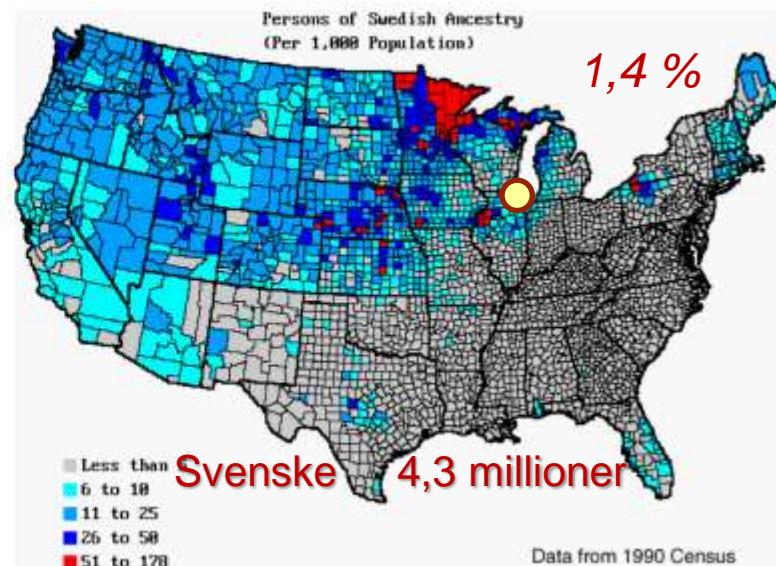 Persons of Swedish Ancestry
(Per 1,000 Population)
1,4 %
Less than
Svenske 4,3 millioner
6 to 10
11 to 25
26 to 50
51 to 178
Data from 1990 Census